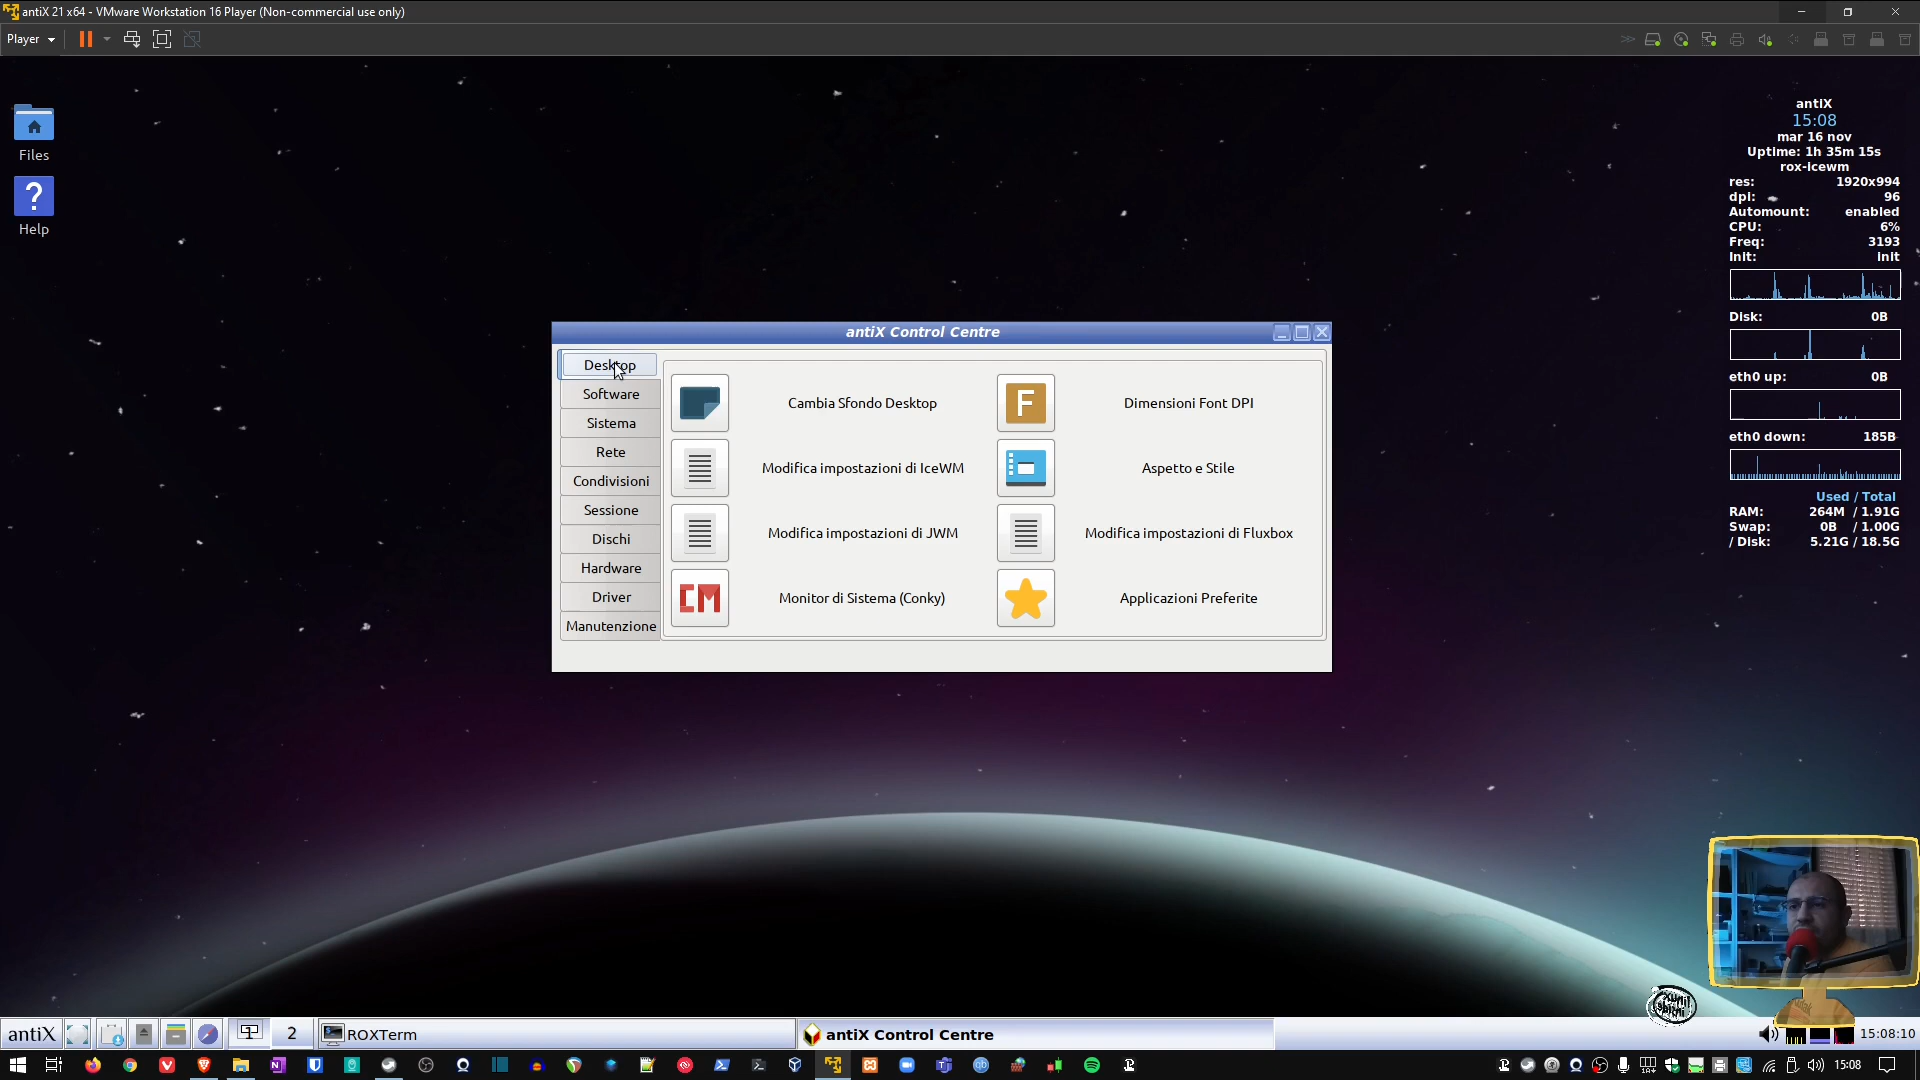 antiX 21 x64 - VMware Workstation 16 Player (Non-commercial use only)
Player
Files
Help
antiX
15:08
mar 16 nov
Uptime: 1h 35m 15s
rox-icewm
res: 1920x994
dpi: 96
Automount: enabled
CPU: 6%
Freq: 3193
Init: init
Disk: 0B
eth0 up: 0B
eth0 down: 185B
Used / Total
RAM: 264M / 1.91G
Swap: 0B / 1.00G
/ Disk: 5.21G / 18.5G
antiX Control Centre
Desktop
Software
Sistema
Rete
Condivisioni
Sessione
Dischi
Hardware
Driver
Manutenzione
Cambia Sfondo Desktop
F
Dimensioni Font DPI
Modifica impostazioni di IceWM
Aspetto e Stile
Modifica impostazioni di JWM
Modifica impostazioni di Fluxbox
CM
Monitor di Sistema (Conky)
Applicazioni Preferite
antiX
1
2
ROXTerm
antiX Control Centre
15:08:10
15:08